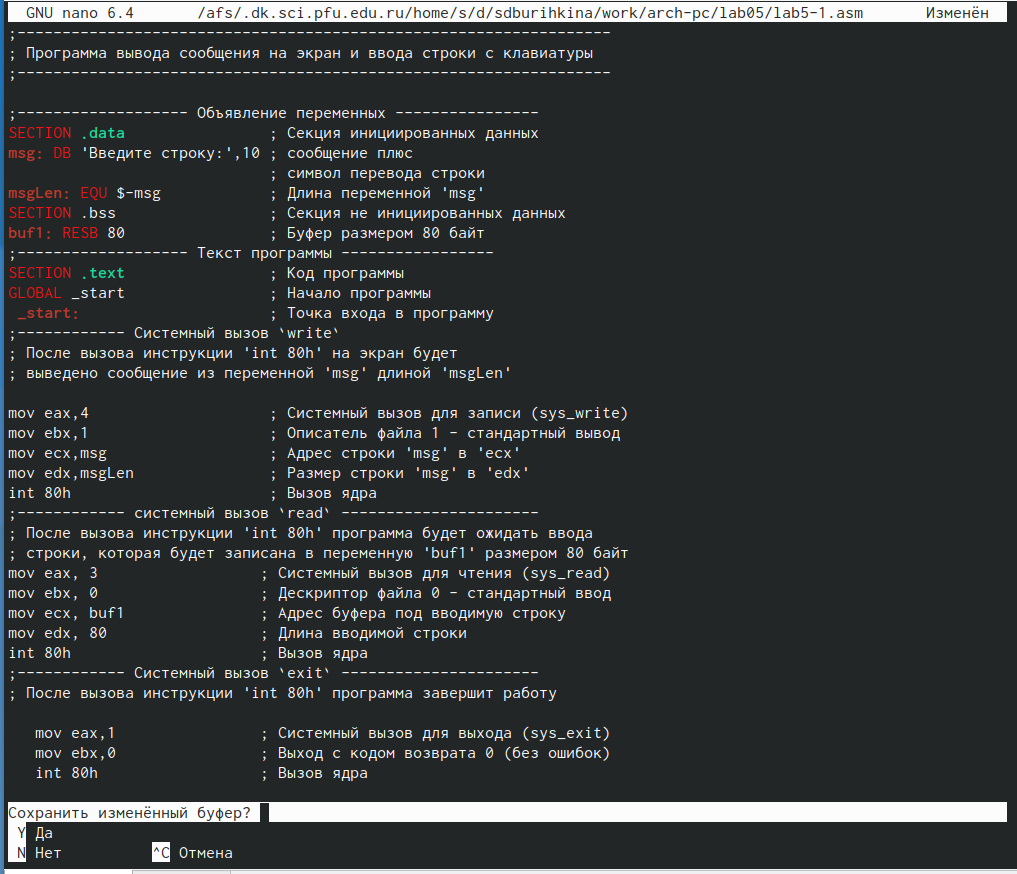 GNU nano 6.4 /afs/.dk.sci.pfu.edu.ru/home/s/d/sdburihkina/work/arch-pc/lab05/lab5-1.asm Изменён
;------------------------------------------------------------------
; Программа вывода сообщения на экран и ввода строки с клавиатуры
;------------------------------------------------------------------
;------------------- Объявление переменных ----------------
SECTION .data ; Секция инициированных данных
msg: DB 'Введите строку:',10 ; сообщение плюс
; символ перевода строки
msgLen: EQU $-msg ; Длина переменной 'msg'
SECTION .bss ; Секция не инициированных данных
buf1: RESB 80 ; Буфер размером 80 байт
;------------------- Текст программы -----------------
SECTION .text ; Код программы
GLOBAL _start ; Начало программы
_start: ; Точка входа в программу
;------------ Системный вызов `write`
; После вызова инструкции 'int 80h' на экран будет
; выведено сообщение из переменной 'msg' длиной 'msgLen'
mov eax,4 ; Системный вызов для записи (sys_write)
mov ebx,1 ; Описатель файла 1 - стандартный вывод
mov ecx,msg ; Адрес строки 'msg' в 'ecx'
mov edx,msgLen ; Размер строки 'msg' в 'edx'
int 80h ; Вызов ядра
;------------ системный вызов `read` ----------------------
; После вызова инструкции 'int 80h' программа будет ожидать ввода
; строки, которая будет записана в переменную 'buf1' размером 80 байт
mov eax, 3 ; Системный вызов для чтения (sys_read)
mov ebx, 0 ; Дескриптор файла 0 - стандартный ввод
mov ecx, buf1 ; Адрес буфера под вводимую строку
mov edx, 80 ; Длина вводимой строки
int 80h ; Вызов ядра
;------------ Системный вызов `exit` ----------------------
; После вызова инструкции 'int 80h' программа завершит работу
mov eax,1 ; Системный вызов для выхода (sys_exit)
mov ebx,0 ; Выход с кодом возврата 0 (без ошибок)
int 80h ; Вызов ядра
Сохранить изменённый буфер?
Y Да
N Нет ^C Отмена